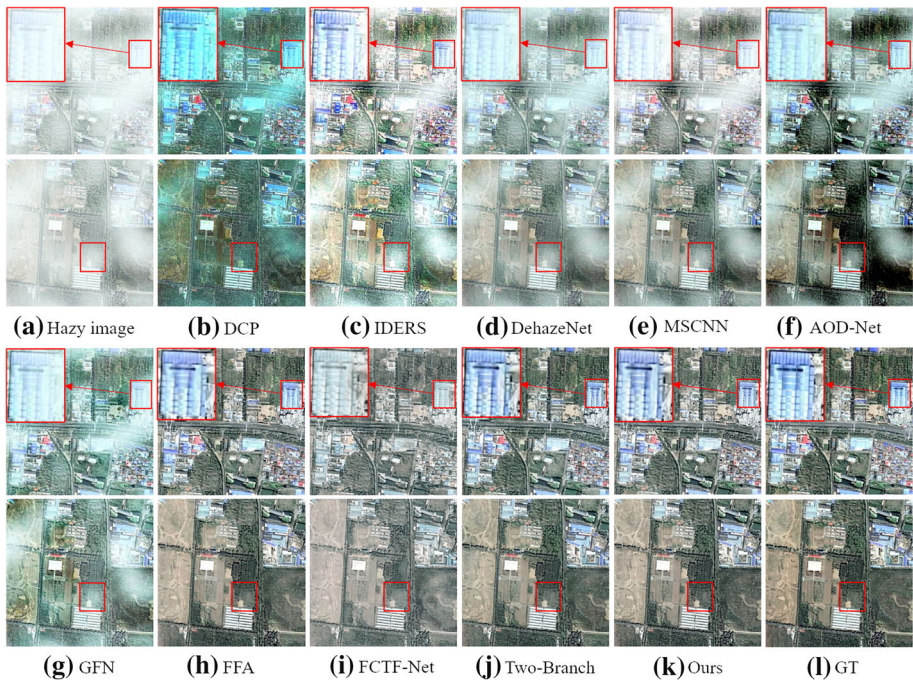 (a) Hazy image (b) DCP (c) IDERS (d) DehazeNet (e) MSCNN (f) AOD-Net
(g) GFN (h) FFA (i) FCTF-Net (j) Two-Branch (k) Ours (l) GT